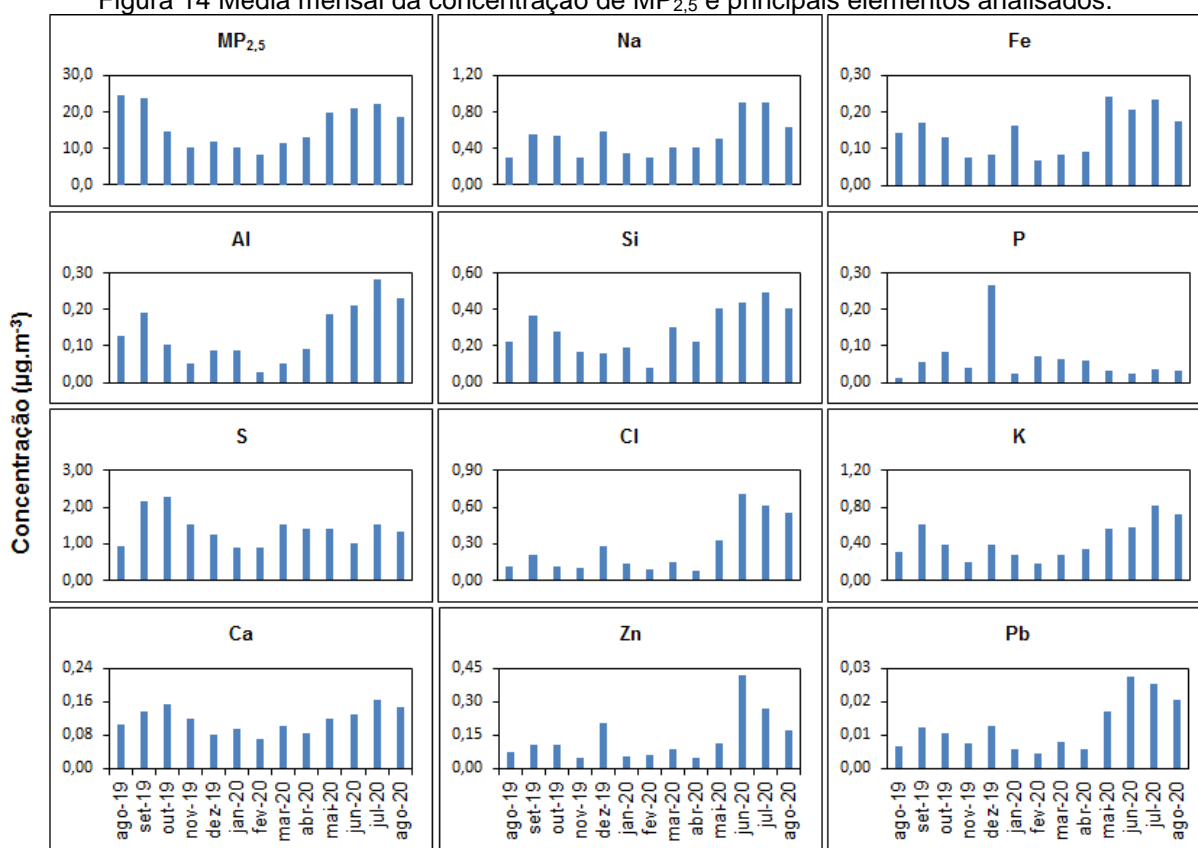 Figura 14 Média mensal da concentração de MP2,5 e principais elementos analisados.
Concentração (µg.m-3)
MP2,5
30,0
20,0
10,0
0,0
Na
1,20
0,80
0,40
0,00
Fe
0,30
0,20
0,10
0,00
Al
0,30
0,20
0,10
0,00
Si
0,60
0,40
0,20
0,00
P
0,30
0,20
0,10
0,00
S
3,00
2,00
1,00
0,00
Cl
0,90
0,60
0,30
0,00
K
1,20
0,80
0,40
0,00
Ca
0,24
0,16
0,08
0,00
ago-19
set-19
out-19
nov-19
dez-19
jan-20
fev-20
mar-20
abr-20
mai-20
jun-20
jul-20
ago-20
Zn
0,45
0,30
0,15
0,00
ago-19
set-19
out-19
nov-19
dez-19
jan-20
fev-20
mar-20
abr-20
mai-20
jun-20
jul-20
ago-20
Pb
0,03
0,02
0,01
0,00
ago-19
set-19
out-19
nov-19
dez-19
jan-20
fev-20
mar-20
abr-20
mai-20
jun-20
jul-20
ago-20